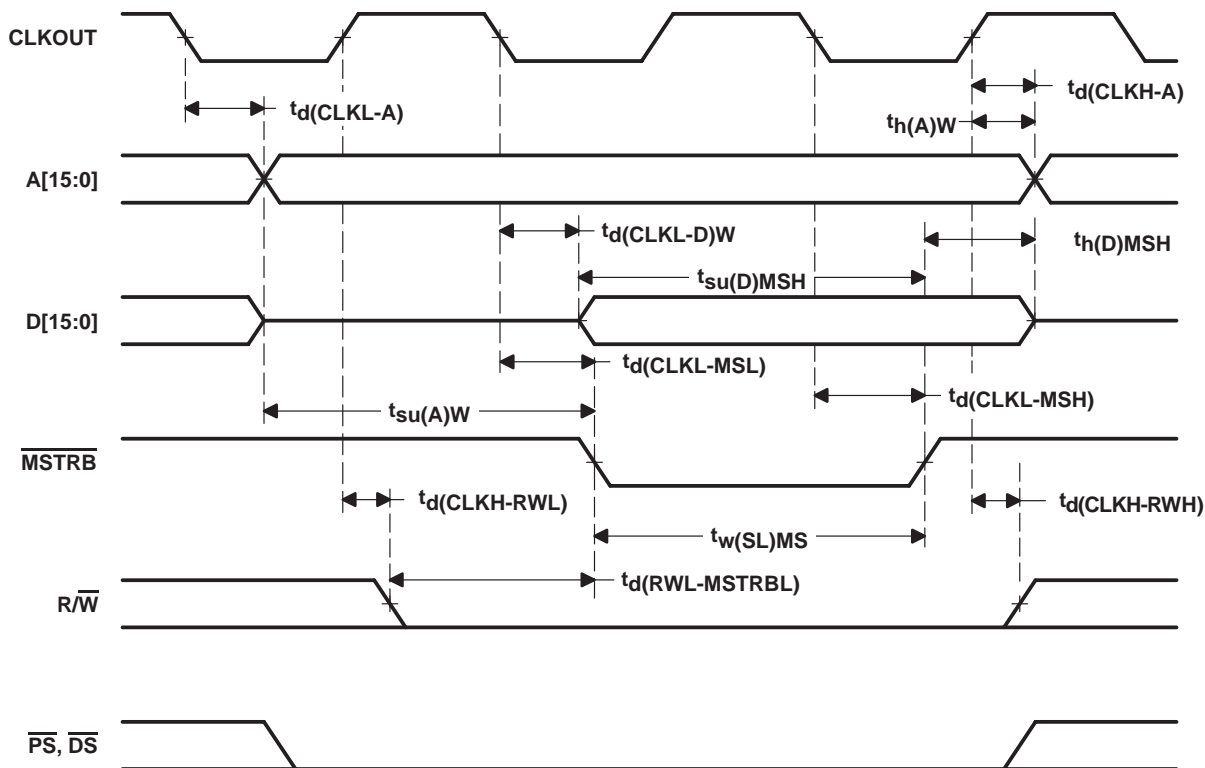 CLKOUT
td(CLKL-A)
td(CLKH-A)
th(A)W
A[15:0]
td(CLKL-D)W
th(D)MSH
tsu(D)MSH
D[15:0]
td(CLKL-MSL)
td(CLKL-MSH)
tsu(A)W
MSTRB
td(CLKH-RWL)
td(CLKH-RWH)
tw(SL)MS
td(RWL-MSTRBL)
R/W
PS, DS